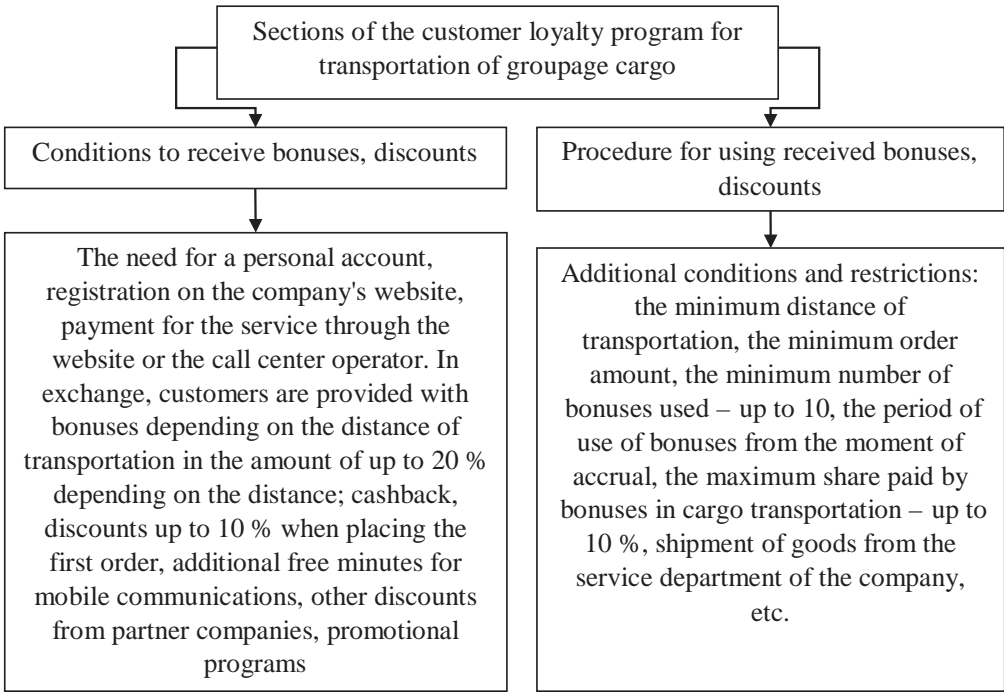 Sections of the customer loyalty program for
transportation of groupage cargo
Conditions to receive bonuses, discounts
Procedure for using received bonuses,
discounts
The need for a personal account,
registration on the company's website,
payment for the service through the
website or the call center operator. In
exchange, customers are provided with
bonuses depending on the distance of
transportation in the amount of up to 20 %
depending on the distance; cashback,
discounts up to 10 % when placing the
first order, additional free minutes for
mobile communications, other discounts
from partner companies, promotional
programs
Additional conditions and restrictions:
the minimum distance of
transportation, the minimum order
amount, the minimum number of
bonuses used – up to 10, the period of
use of bonuses from the moment of
accrual, the maximum share paid by
bonuses in cargo transportation – up to
10 %, shipment of goods from the
service department of the company,
etc.